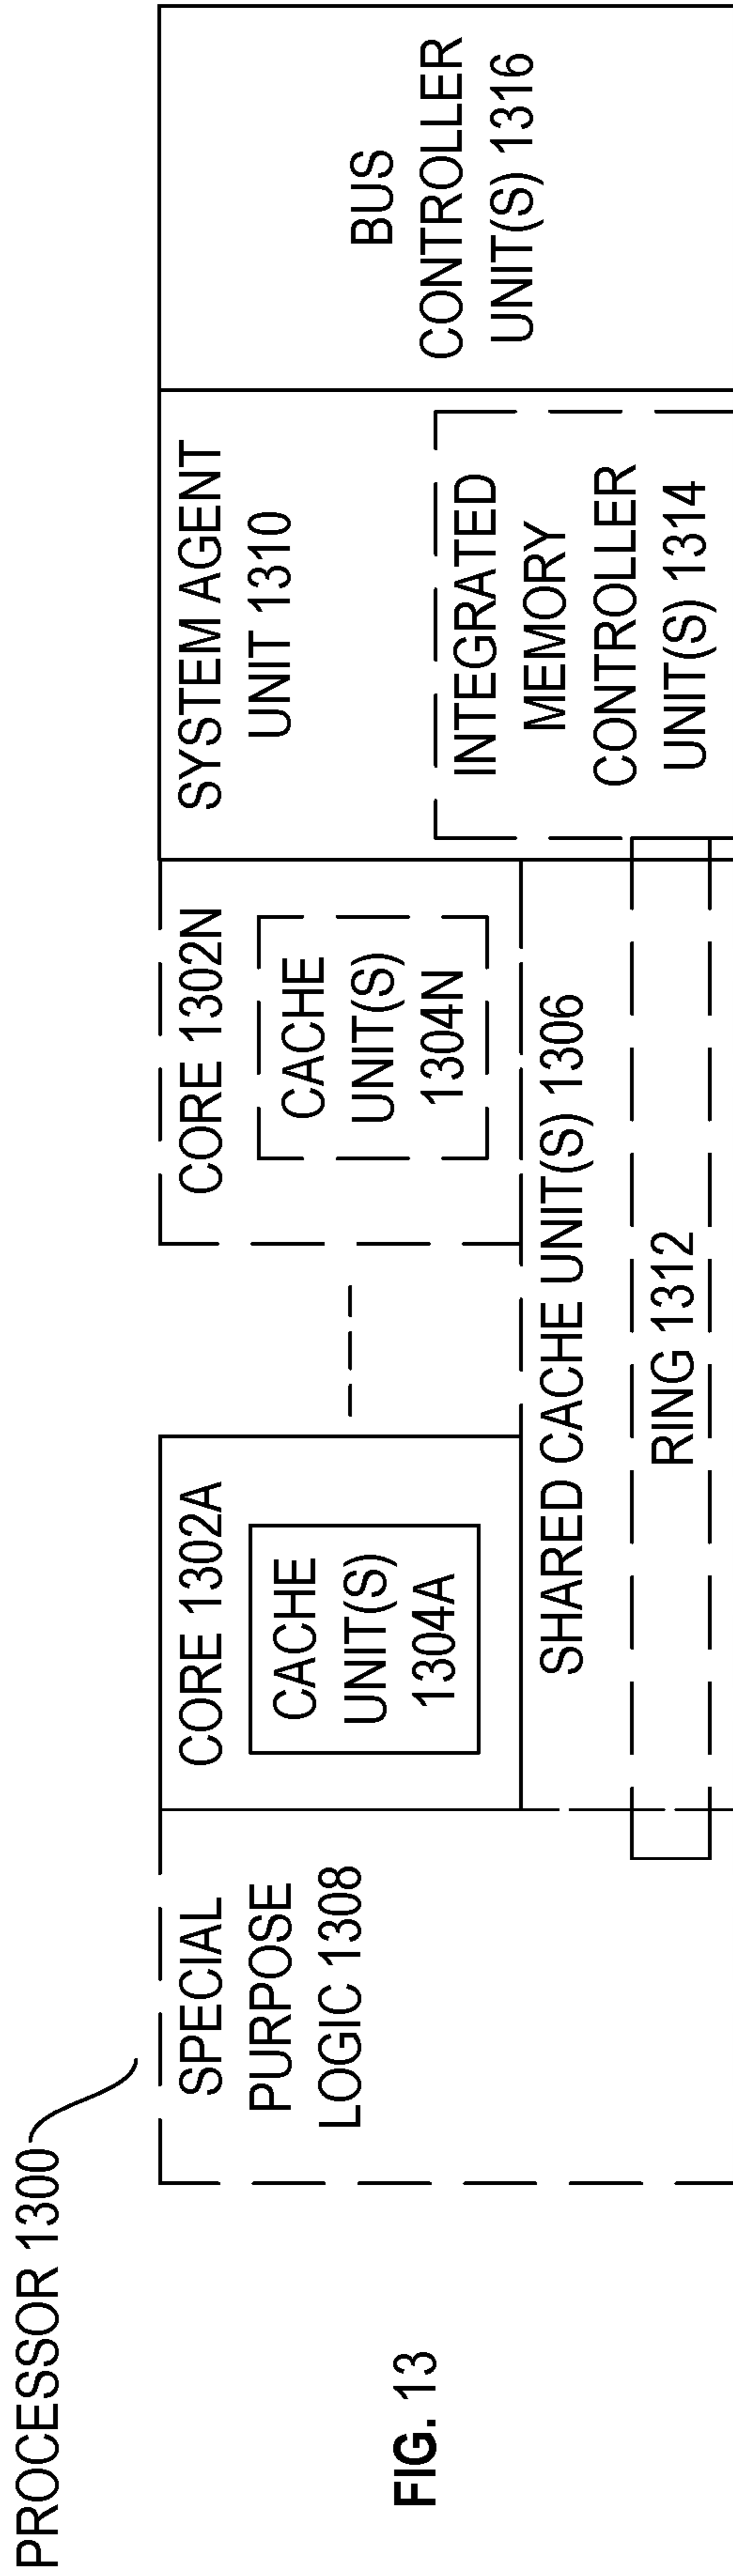 PROCESSOR 1300
SPECIAL
PURPOSE
LOGIC 1308
CORE 1302A
CACHE
UNIT(S)
1304A
CORE 1302N
CACHE
UNIT(S)
1304N
SHARED CACHE UNIT(S) 1306
RING 1312
SYSTEM AGENT
UNIT 1310
INTEGRATED
MEMORY
CONTROLLER
UNIT(S) 1314
BUS
CONTROLLER
UNIT(S) 1316
FIG. 13